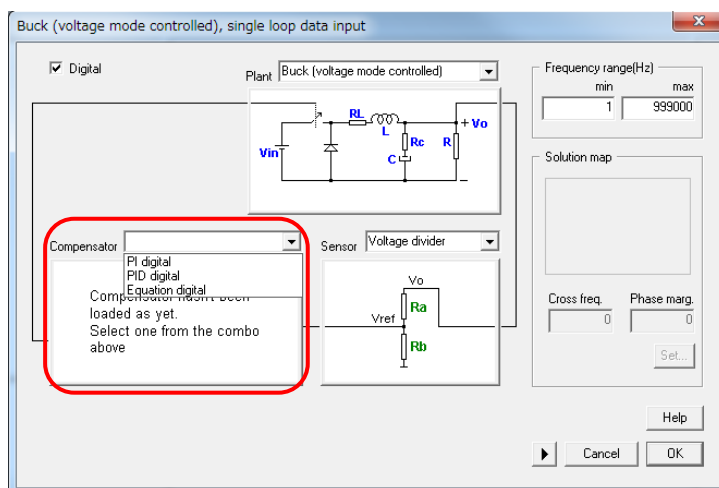 Buck (voltage mode controlled), single loop data input
Digital
Plant Buck (voltage mode controlled)
RL
L
+ Vo
Vin
Rc
R
C
Frequency range(Hz)
min max
1 999000
Solution map
Compensator
PI digital
PID digital
Equation digital
loaded as yet.
Select one from the combo
above
Sensor Voltage divider
Vo
Ra
Vref
Rb
Cross freq. Phase marg.
0 0
Set...
Help
Cancel OK